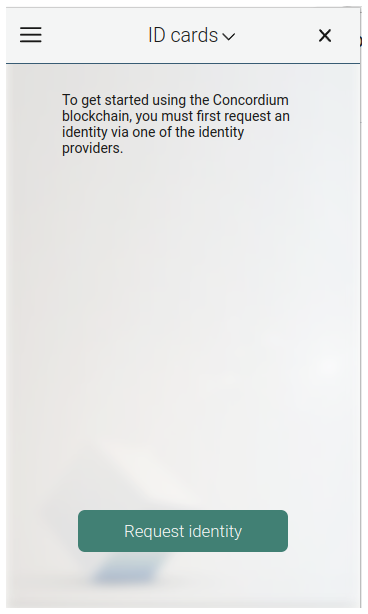 ID cards
To get started using the Concordium
blockchain, you must first request an
identity via one of the identity
providers.
Request identity